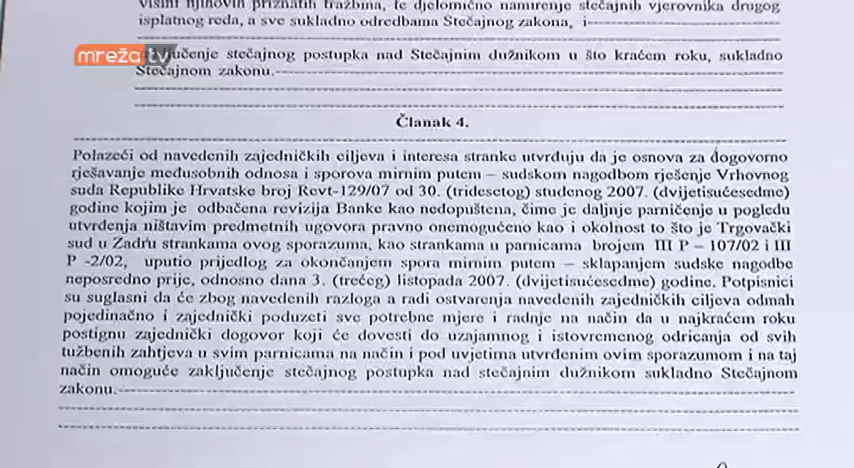 visini njihovih priznatih tražbina, te djelomično namirenje stečajnih vjerovnika drugog
isplatnog reda, a sve sukladno odredbama Stečajnog zakona, i
mreža tv
zaključenje stečajnog postupka nad Stečajnim dužnikom u što kraćem roku, sukladno
Stečajnom zakonu.
Članak 4.
Polazeći od navedenih zajedničkih ciljeva i interesa stranke utvrđuju da je osnova za dogovorno
rješavanje međusobnih odnosa i sporova mirnim putem – sudskom nagodbom rješenje Vrhovnog
suda Republike Hrvatske broj Revt-129/07 od 30. (tridesetog) studenog 2007. (dvijetisućesedme)
godine kojim je odbačena revizija Banke kao nedopuštena, čime je daljnje parničenje u pogledu
utvrđenja ništavim predmetnih ugovora pravno onemogućeno kao i okolnost to što je Trgovački
sud u Zadru strankama ovog sporazuma, kao strankama u parnicama brojem III P – 107/02 i III
P -2/02, uputio prijedlog za okončanjem spora mirnim putem – sklapanjem sudske nagodbe
neposredno prije, odnosno dana 3. (trećeg) listopada 2007. (dvijetisućesedme) godine. Potpisnici
su suglasni da će zbog navedenih razloga a radi ostvarenja navedenih zajedničkih ciljeva odmah
pojedinačno i zajednički poduzeti sve potrebne mjere i radnje na način da u najkraćem roku
postignu zajednički dogovor koji će dovesti do uzajamnog i istovremenog odricanja od svih
tužbenih zahtjeva u svim parnicama na način i pod uvjetima utvrđenim ovim sporazumom i na taj
način omoguće zaključenje stečajnog postupka nad stečajnim dužnikom sukladno Stečajnom
zakonu.